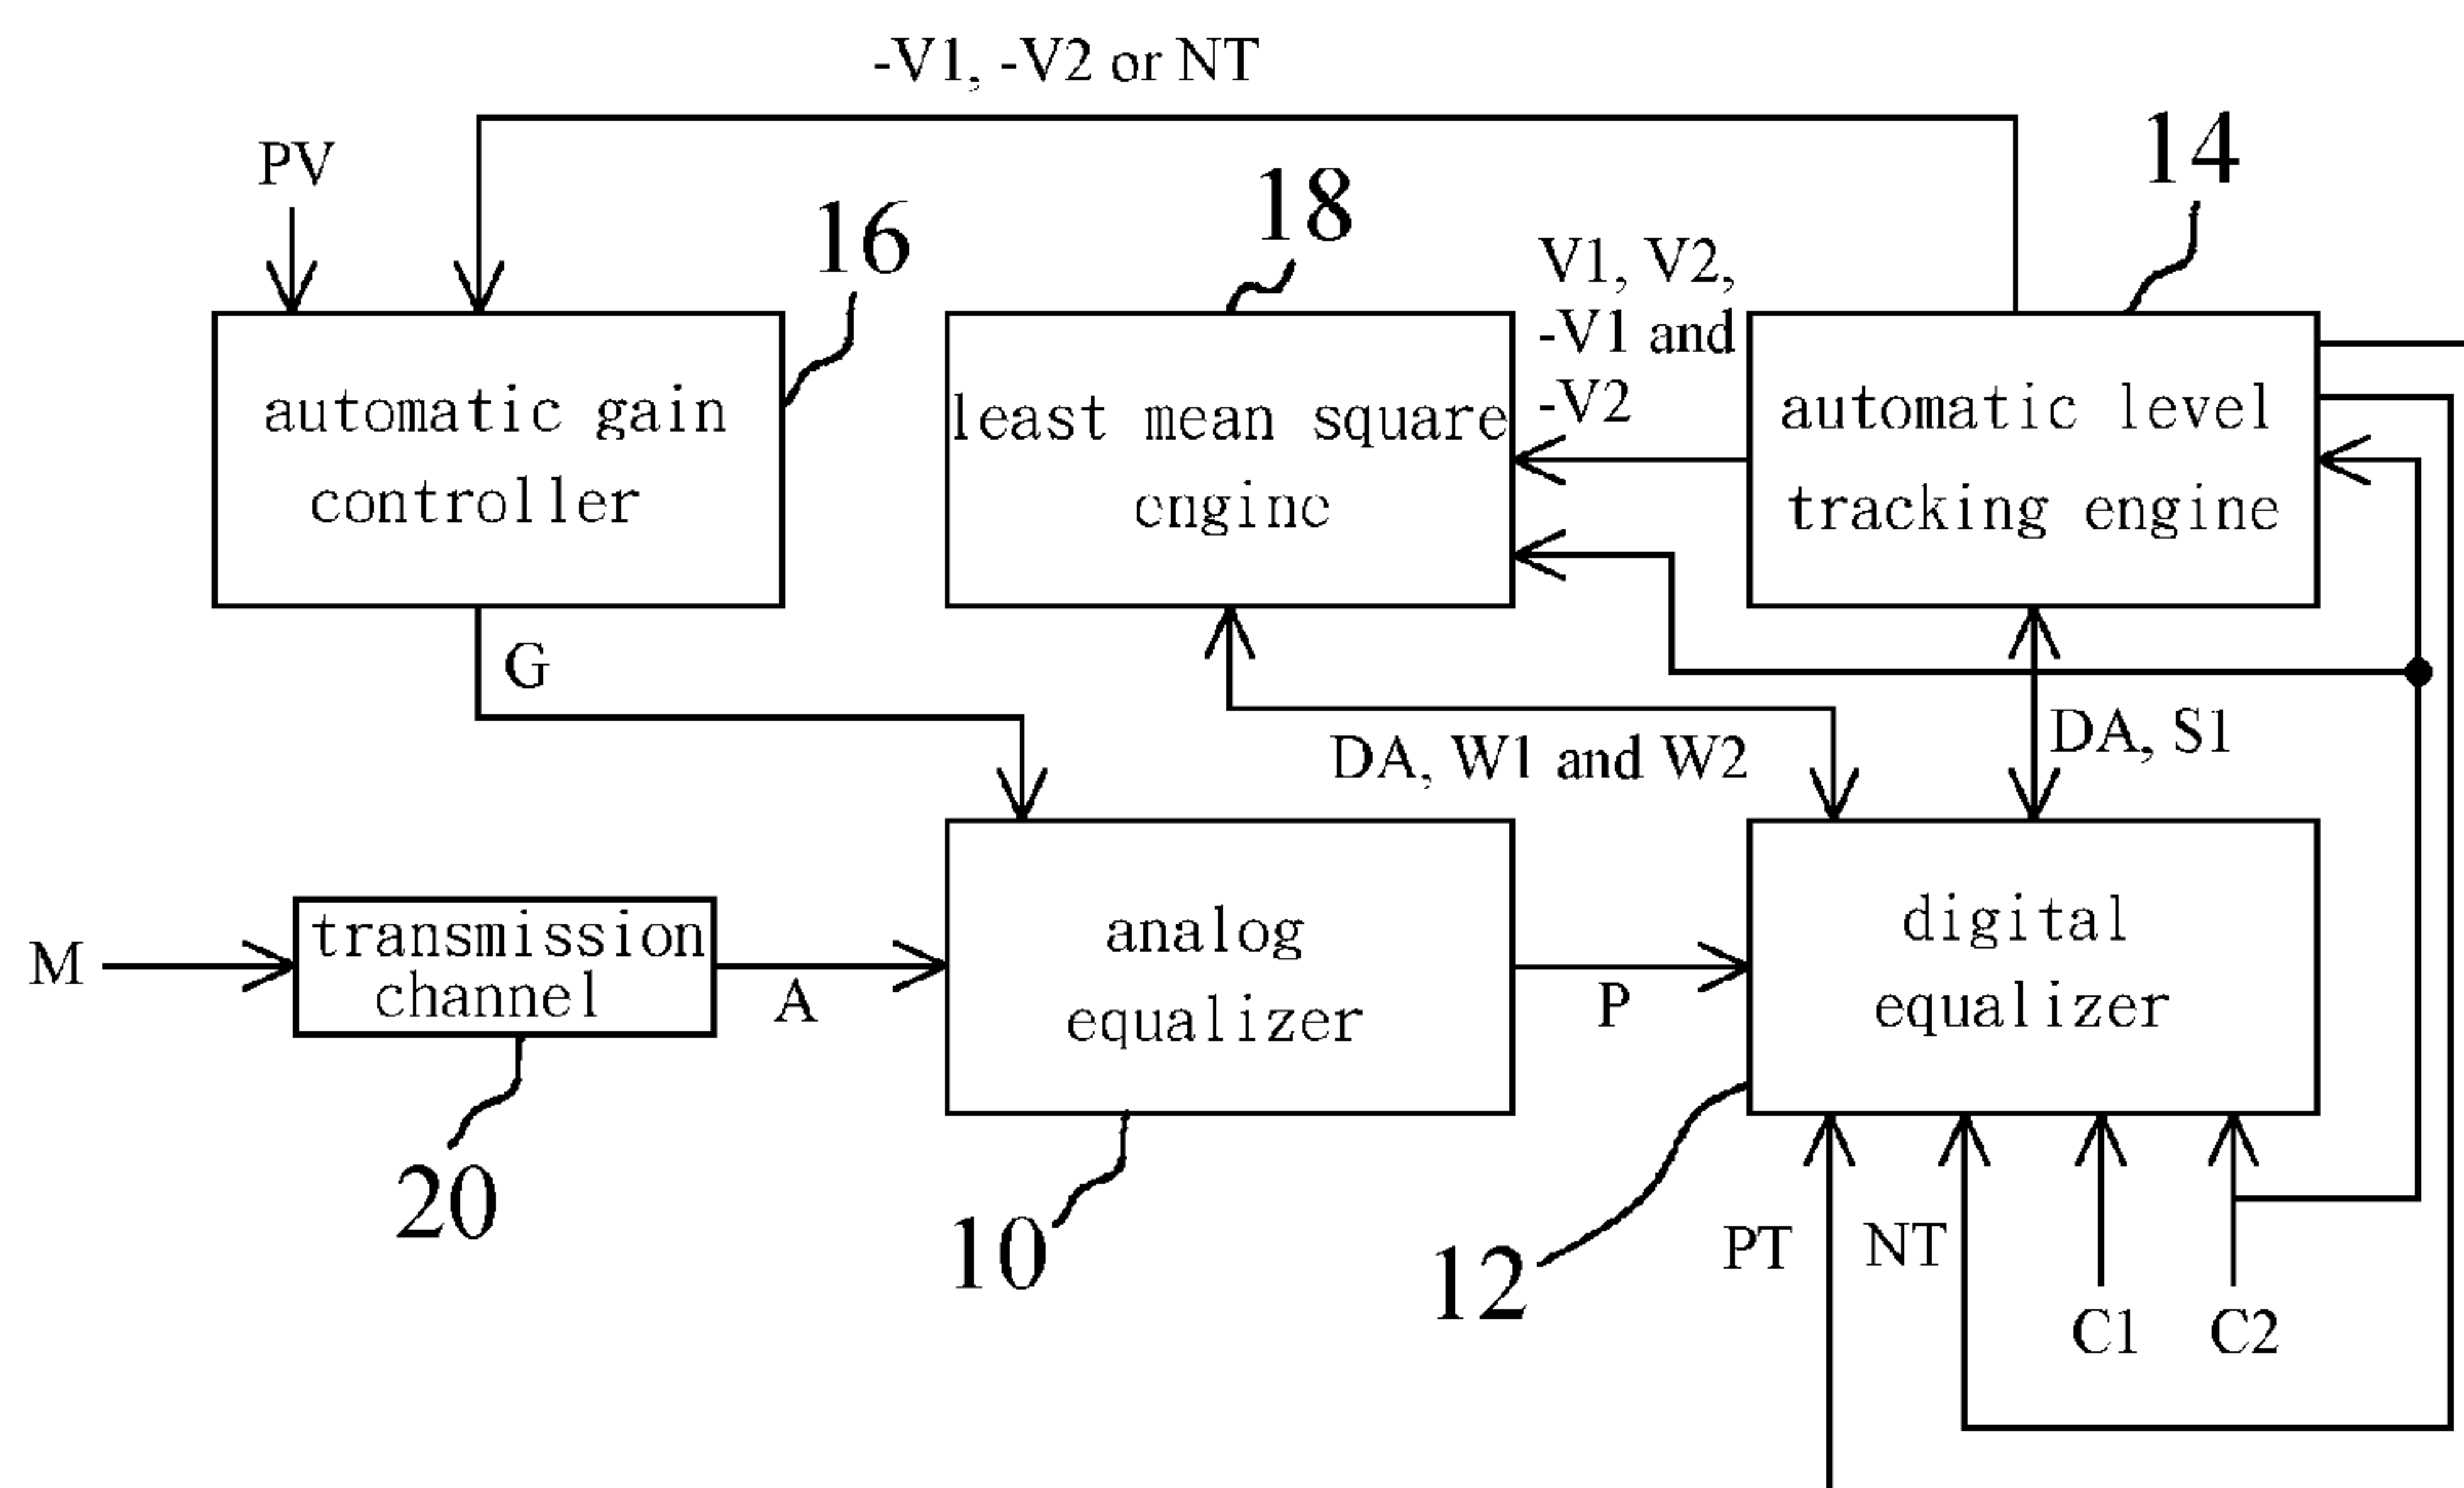 -V1, -V2 or NT
PV
16
18
14
V1, V2,
-V1 and
-V2
automatic gain
controller
least mean square
engine
automatic level
tracking engine
G
DA, W1 and W2
DA, S1
M
transmission
channel
A
analog
equalizer
P
digital
equalizer
20
10
12
PT
NT
C1
C2